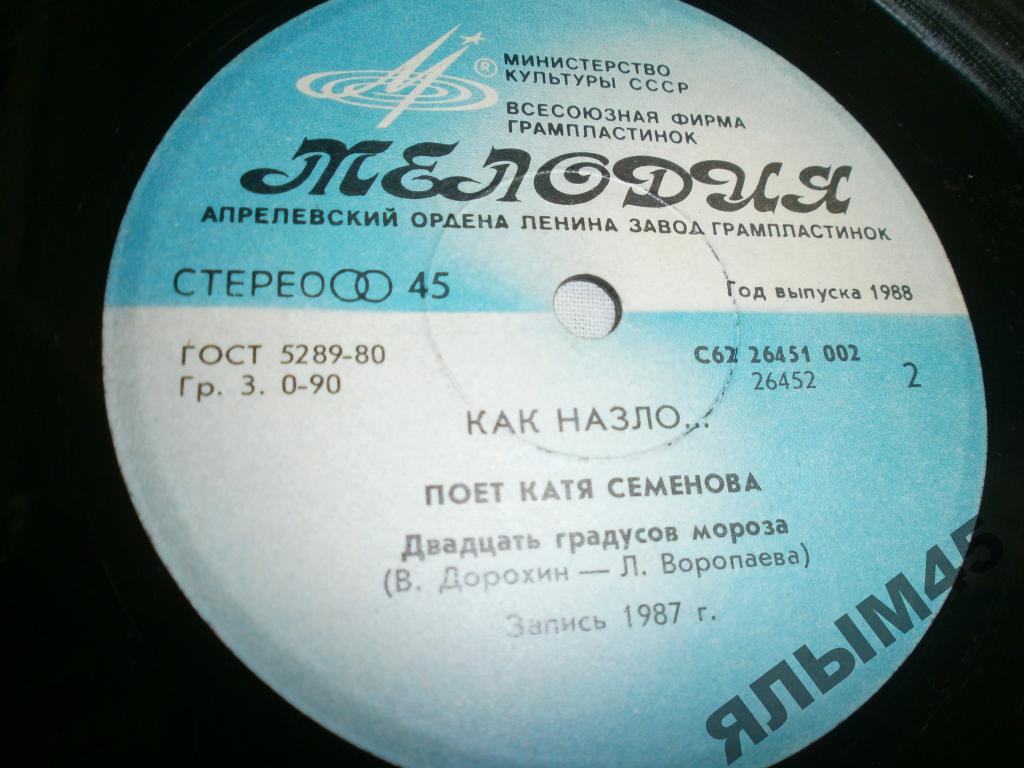 ® МИНИСТЕРСТВО
КУЛЬТУРЫ СССР
ВСЕСОЮЗНАЯ ФИРМА
ГРАМПЛАСТИНОК
МЕЛОДИЯ
АПРЕЛЕВСКИЙ ОРДЕНА ЛЕНИНА ЗАВОД ГРАМПЛАСТИНОК
СТЕРЕО 45
Год выпуска 1988
ГОСТ 5289-80
Гр. 3. 0-90
С62 26451 002
26452
2
КАК НАЗЛО...
ПОЕТ КАТЯ СЕМЕНОВА
Двадцать градусов мороза
(В. Дорохин — Л. Воропаева)
Запись 1987 г.
ЯЛЫМ45